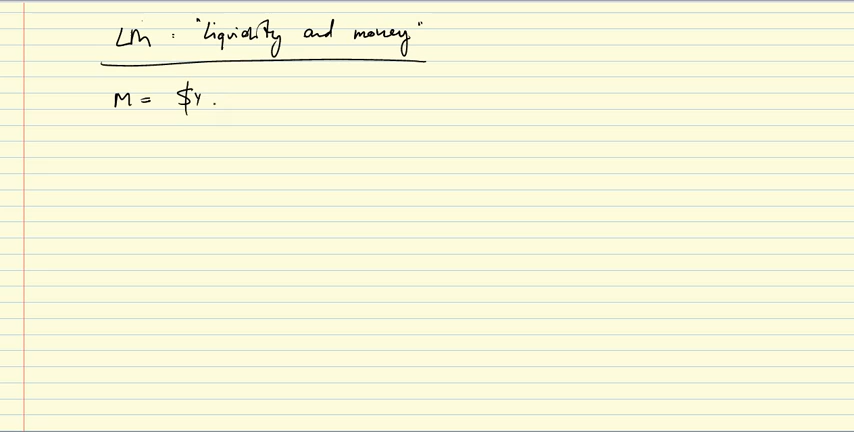 LM : "Liquidity and money"
M = $Y.